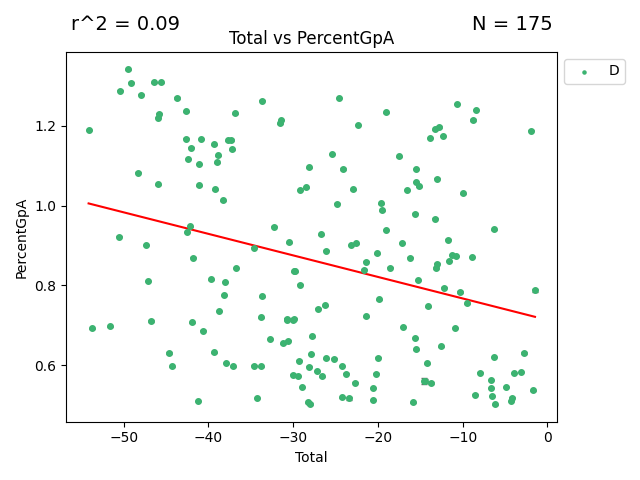 r^2 = 0.09
N = 175
Total vs PercentGpA
D
PercentGpA
1.2
1.0
0.8
0.6
−50
−40
−30
−20
−10
0
Total